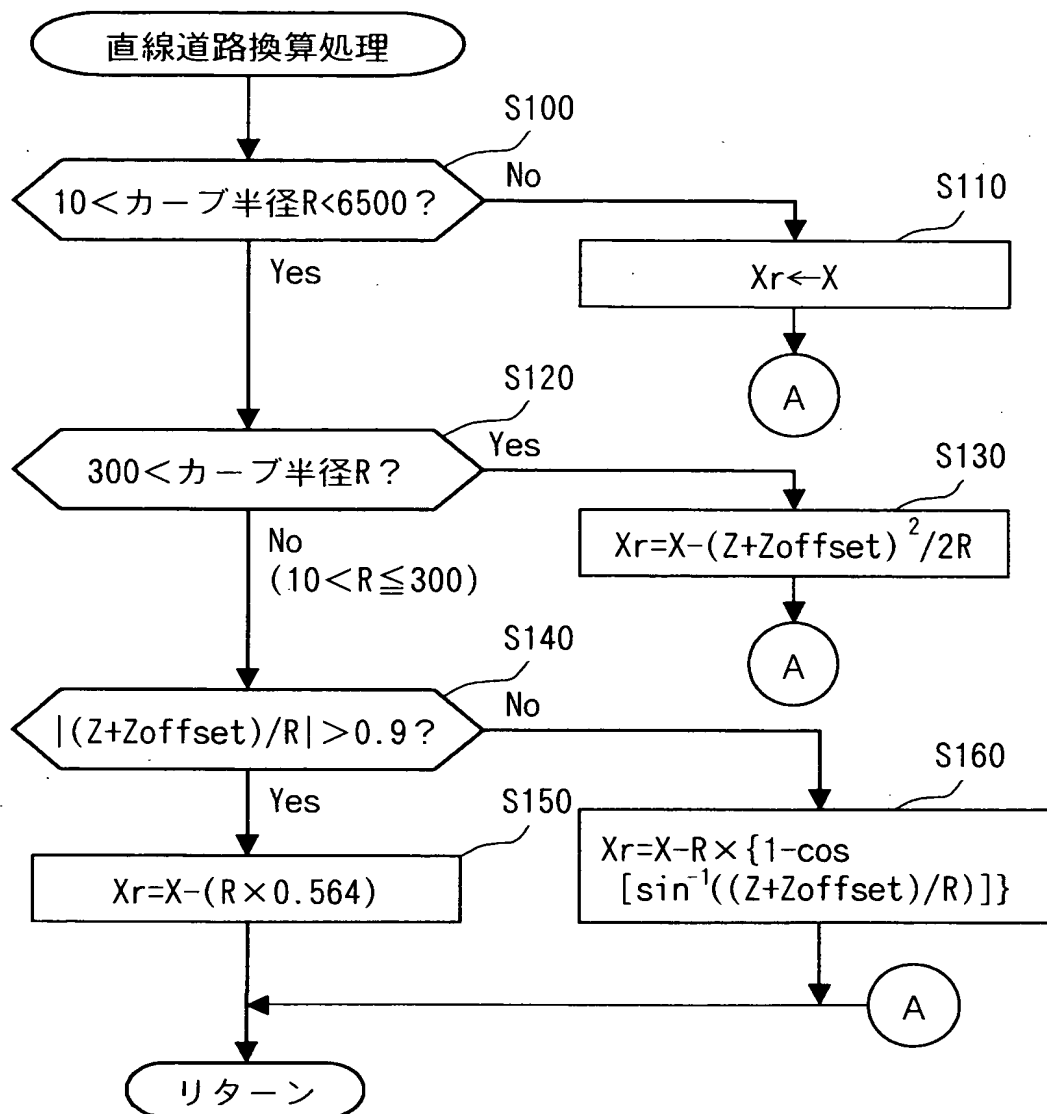 直線道路換算処理
S100
10<カーブ半径R<6500?
No
S110
Yes
Xr←X
A
S120
300<カーブ半径R?
Yes
S130
No
(10<R≦300)
Xr=X-(Z+Zoffset)²/2R
A
S140
|(Z+Zoffset)/R|>0.9?
No
S160
Yes
S150
Xr=X-(R×0.564)
Xr=X-R×{1-cos
[sin⁻¹((Z+Zoffset)/R)]}
A
リターン